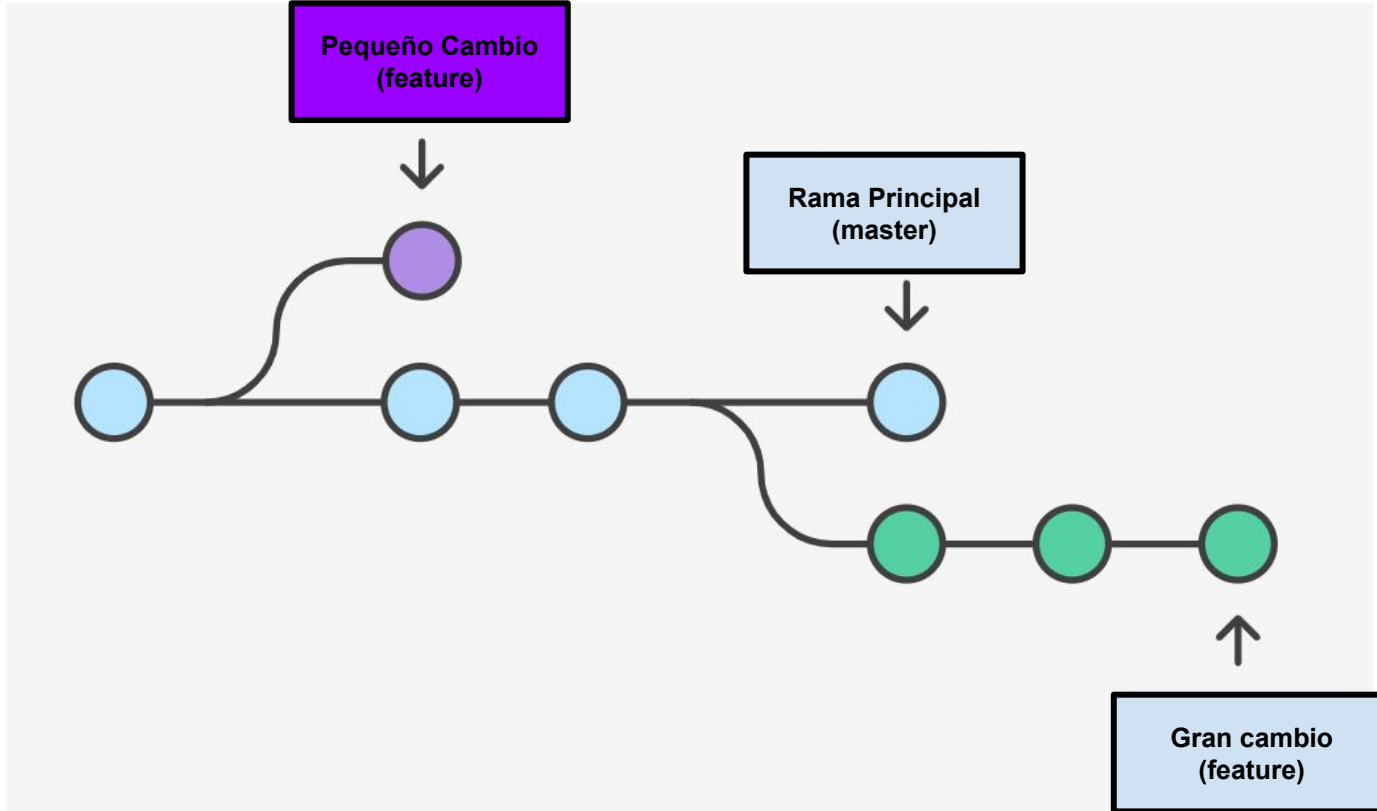 Pequeño Cambio
(feature)
Rama Principal
(master)
Gran cambio
(feature)